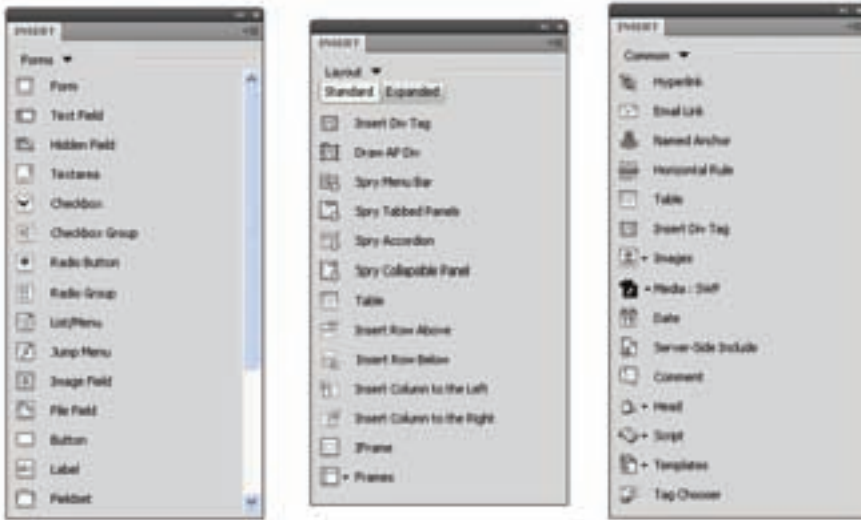 INSERT
Forms
Form
Text Field
Hidden Field
Textarea
Checkbox
Checkbox Group
Radio Button
Radio Group
List/Menu
Jump Menu
Image Field
File Field
Button
Label
Fieldset
INSERT
Layout
Standard Expanded
Insert Div Tag
Draw AP Div
Spry Menu Bar
Spry Tabbed Panels
Spry Accordion
Spry Collapsible Panel
Table
Insert Row Above
Insert Row Below
Insert Column to the Left
Insert Column to the Right
IFrame
Frames
INSERT
Common
Hyperlink
Email Link
Named Anchor
Horizontal Rule
Table
Insert Div Tag
Images
Media : SWF
Date
Server-Side Include
Comment
Head
Script
Templates
Tag Chooser